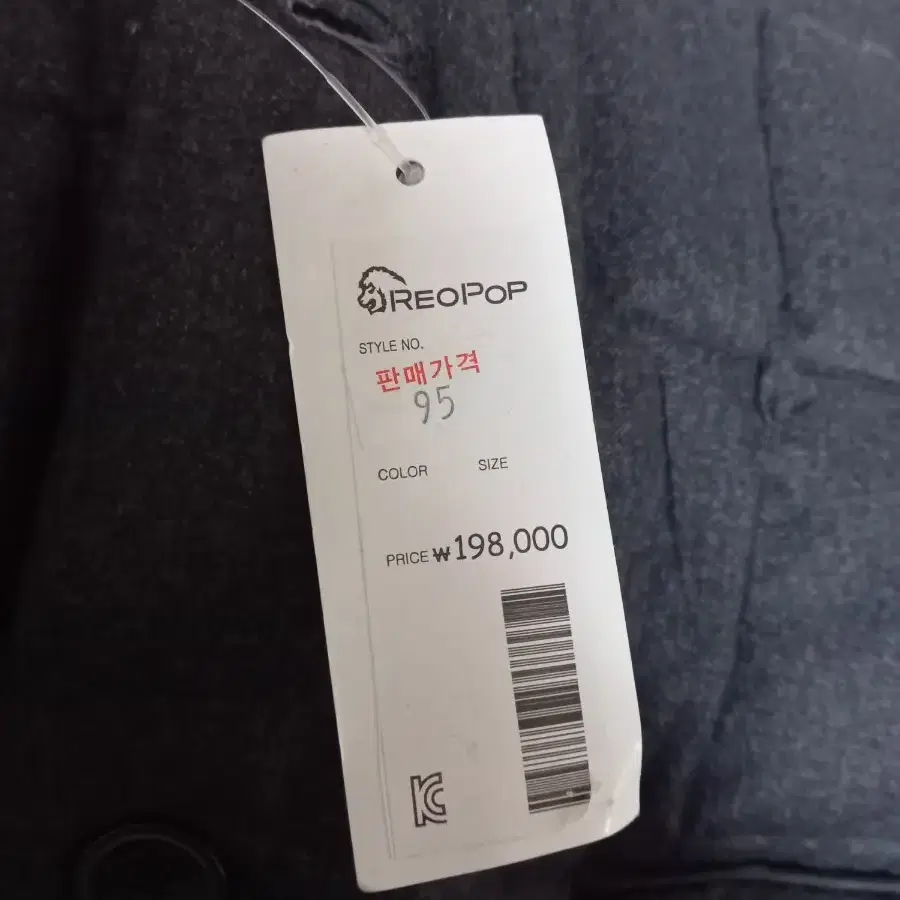 REOPOP
STYLE NO.
판매가격
95
COLOR SIZE
PRICE ₩198,000